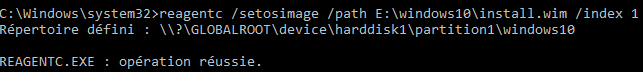 C:\Windows\system32>reagentc /setosimage /path E:\windows10\install.wim /index 1
Répertoire défini : \\?\GLOBALROOT\device\harddisk1\partition1\windows10
REAGENTC.EXE : opération réussie.